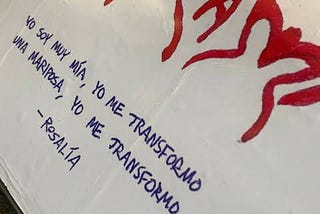 YO SOY MUY MÍA, YO ME TRANSFORMO
UNA MARIPOSA, YO ME TRANSFORMO
—ROSALÍA